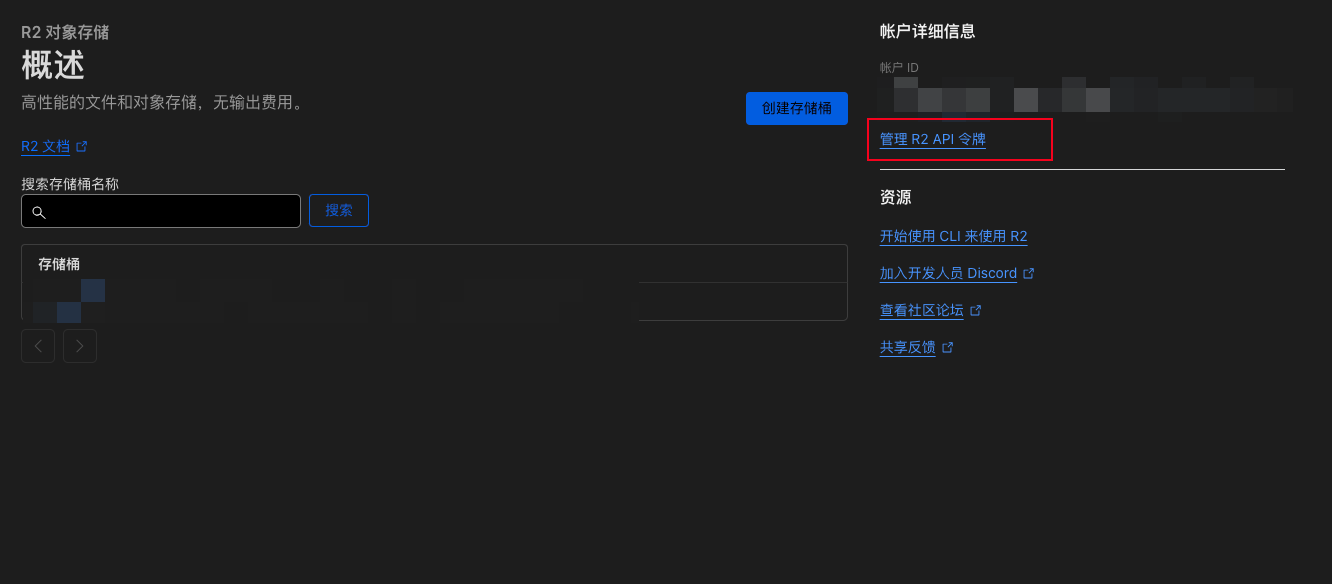 R2 对象存储
概述
高性能的文件和对象存储，无输出费用。
创建存储桶
R2 文档
搜索存储桶名称
搜索
存储桶
帐户详细信息
帐户 ID
管理 R2 API 令牌
资源
开始使用 CLI 来使用 R2
加入开发人员 Discord
查看社区论坛
共享反馈